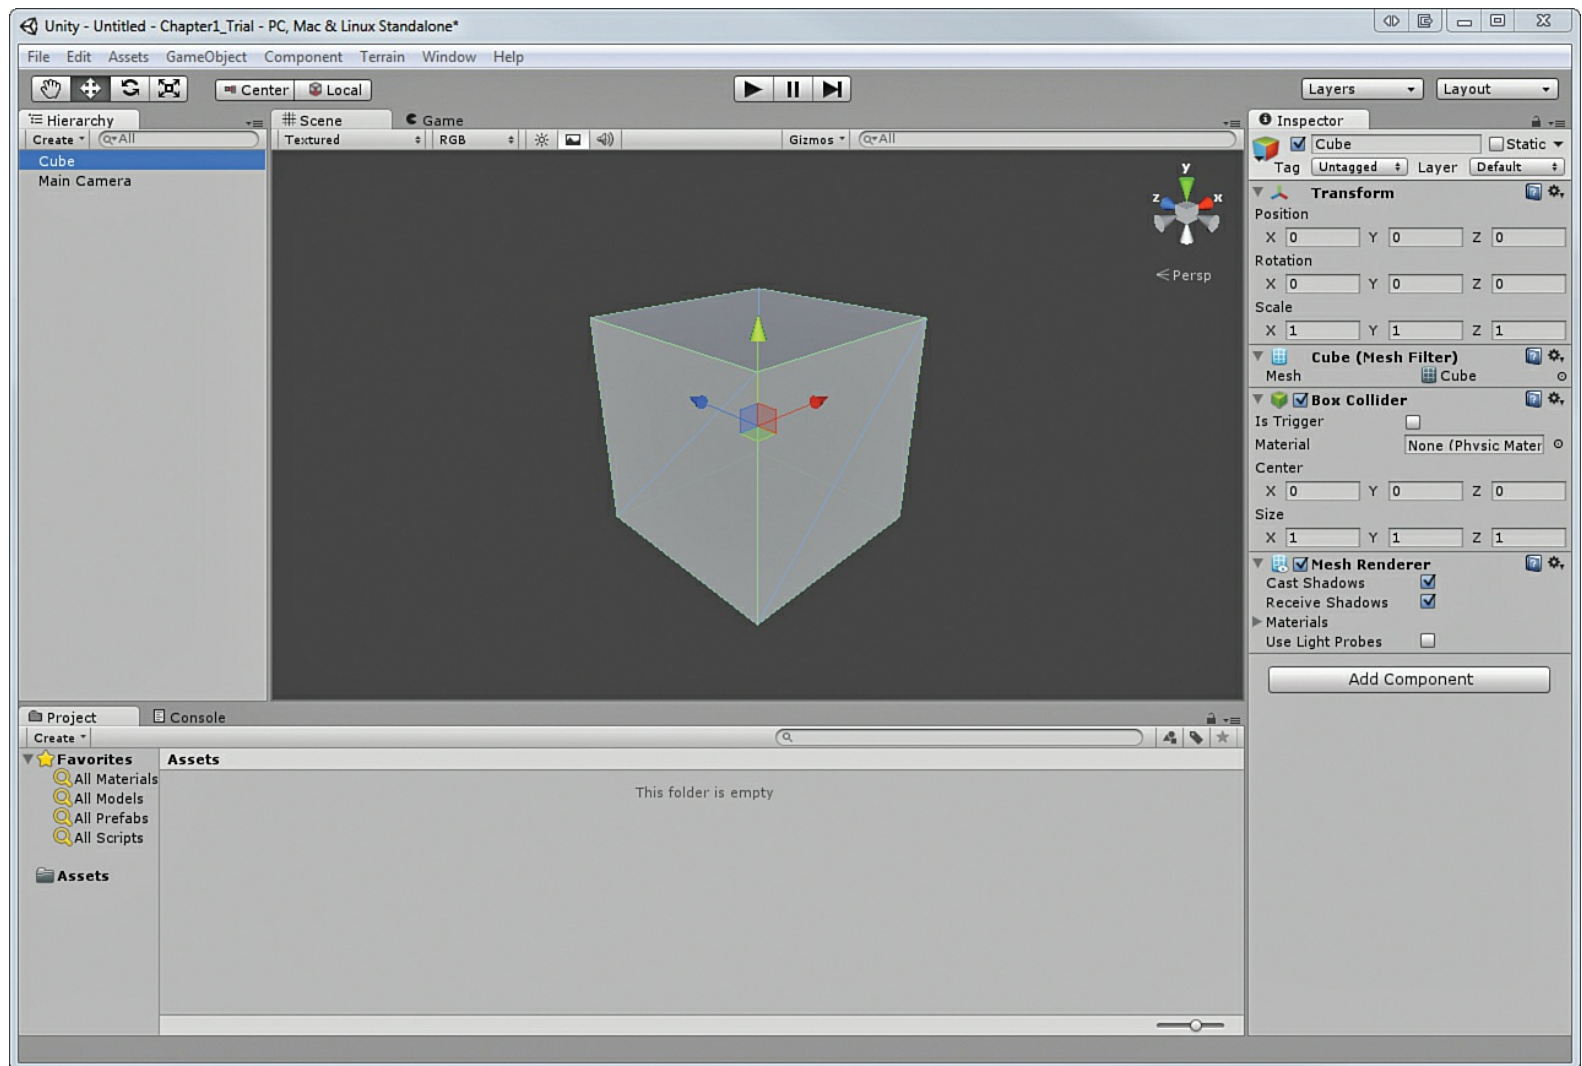 Unity - Untitled - Chapter1_Trial - PC, Mac & Linux Standalone*
File Edit Assets GameObject Component Terrain Window Help
Center Local Layers Layout
Hierarchy
Create All
Cube
Main Camera
Scene Game
Textured RGB Gizmos All
y
z x
Persp
Inspector
Cube Static
Tag Untagged Layer Default
Transform
Position
X 0 Y 0 Z 0
Rotation
X 0 Y 0 Z 0
Scale
X 1 Y 1 Z 1
Cube (Mesh Filter)
Mesh Cube
Box Collider
Is Trigger
Material None (Physic Mater
Center
X 0 Y 0 Z 0
Size
X 1 Y 1 Z 1
Mesh Renderer
Cast Shadows
Receive Shadows
Materials
Use Light Probes
Add Component
Project Console
Create
Favorites
All Materials
All Models
All Prefabs
All Scripts
Assets
Assets
This folder is empty